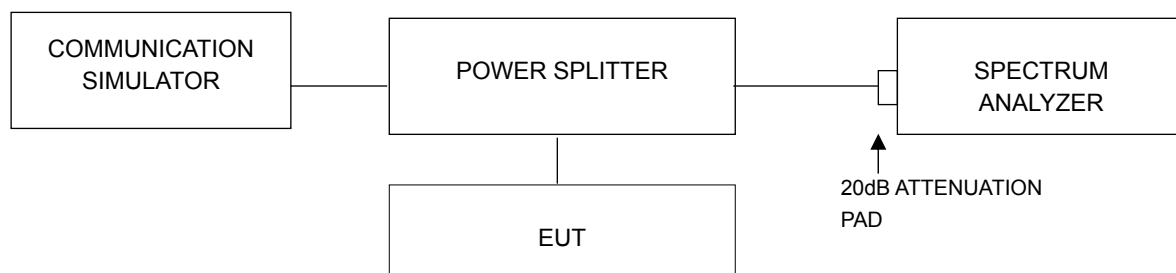 COMMUNICATION
SIMULATOR
POWER SPLITTER
SPECTRUM
ANALYZER
20dB ATTENUATION
PAD
EUT